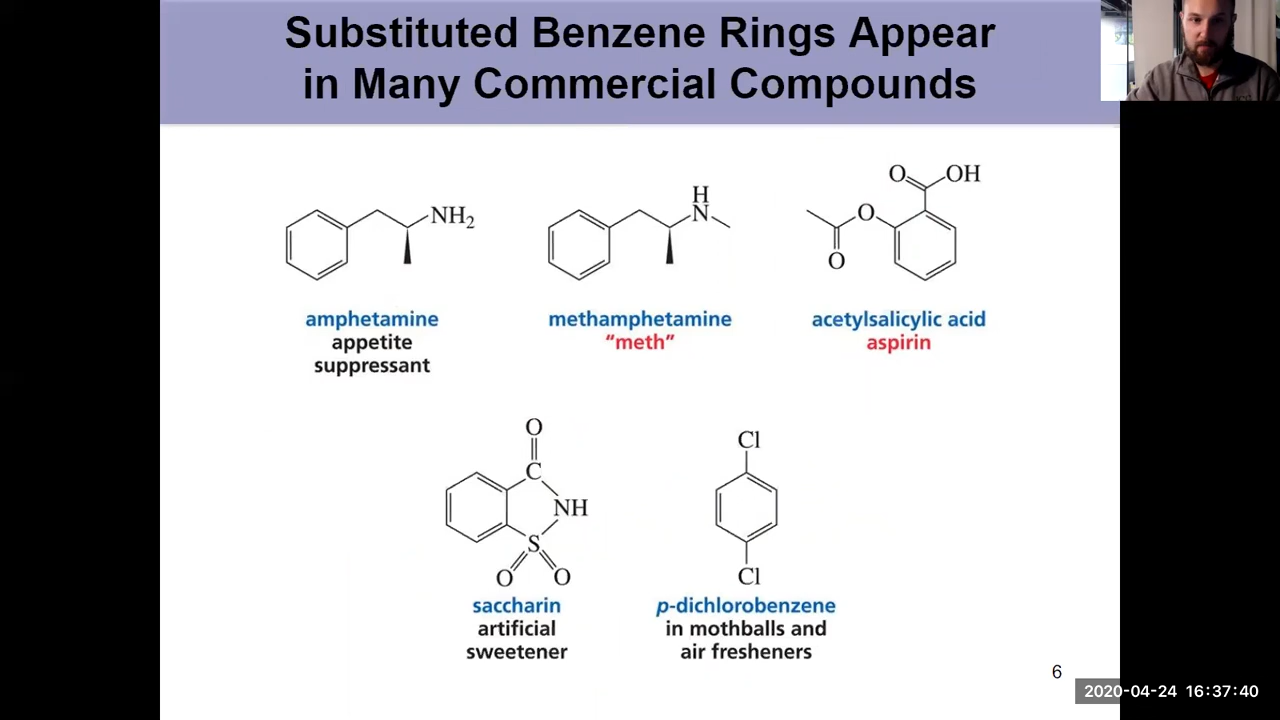 Substituted Benzene Rings Appear
in Many Commercial Compounds
NH2
amphetamine
appetite
suppressant
H
N
methamphetamine
“meth”
O
OH
O
O
acetylsalicylic acid
aspirin
O
C
NH
S
O
O
saccharin
artificial
sweetener
Cl
Cl
p-dichlorobenzene
in mothballs and
air fresheners
6
2020-04-24 16:37:40